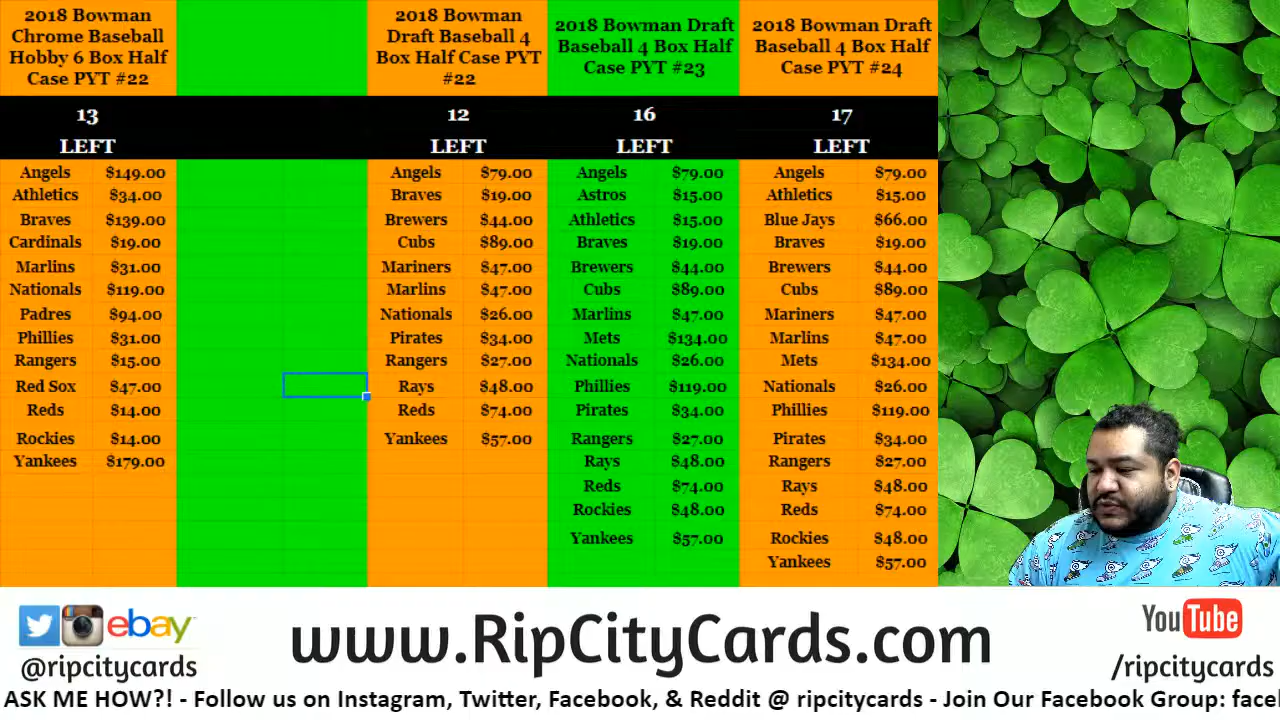 2018 Bowman
Chrome Baseball
Hobby 6 Box Half
Case PYT #22
13
LEFT
Angels $149.00
Athletics $34.00
Braves $139.00
Cardinals $19.00
Marlins $31.00
Nationals $119.00
Padres $94.00
Phillies $31.00
Rangers $15.00
Red Sox $47.00
Reds $14.00
Rockies $14.00
Yankees $179.00
2018 Bowman
Draft Baseball 4
Box Half Case PYT
#22
12
LEFT
Angels $79.00
Braves $19.00
Brewers $44.00
Cubs $89.00
Mariners $47.00
Marlins $47.00
Nationals $26.00
Pirates $34.00
Rangers $27.00
Rays $48.00
Reds $74.00
Yankees $57.00
2018 Bowman Draft
Baseball 4 Box Half
Case PYT #23
16
LEFT
Angels $79.00
Astros $15.00
Athletics $15.00
Braves $19.00
Brewers $44.00
Cubs $89.00
Marlins $47.00
Mets $134.00
Nationals $26.00
Phillies $119.00
Pirates $34.00
Rangers $27.00
Rays $48.00
Reds $74.00
Rockies $48.00
Yankees $57.00
2018 Bowman Draft
Baseball 4 Box Half
Case PYT #24
17
LEFT
Angels $79.00
Athletics $15.00
Blue Jays $66.00
Braves $19.00
Brewers $44.00
Cubs $89.00
Mariners $47.00
Marlins $47.00
Mets $134.00
Nationals $26.00
Phillies $119.00
Pirates $34.00
Rangers $27.00
Rays $48.00
Reds $74.00
Rockies $48.00
Yankees $57.00
ebay
@ripcitycards
www.RipCityCards.com
YouTube
/ripcitycards
ASK ME HOW?! - Follow us on Instagram, Twitter, Facebook, & Reddit @ ripcitycards - Join Our Facebook Group: facel